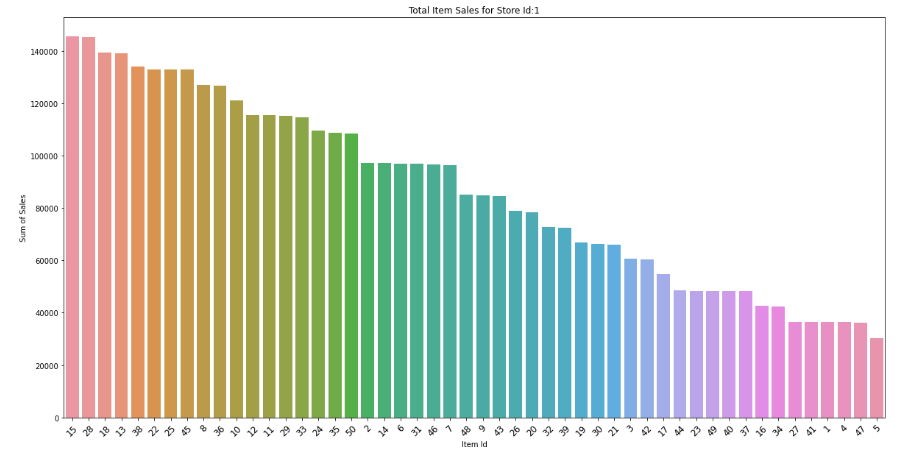 Total Item Sales for Store Id:1
140000
120000
100000
80000
60000
40000
20000
0
Sum of Sales
15 28 18 13 38 22 25 45 8 36 10 12 11 29 33 24 35 50 2 14 6 31 46 7 48 9 43 26 20 32 39 19 30 21 3 42 17 44 23 49 40 37 16 34 27 41 1 4 47 5
Item Id